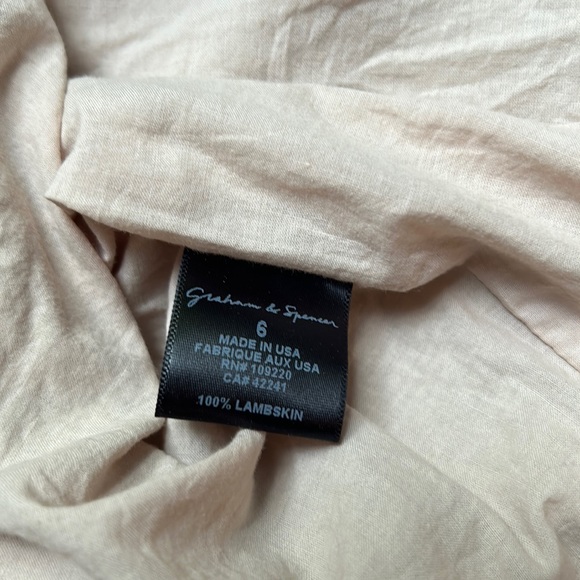 Graham & Spencer
6
MADE IN USA
FABRIQUE AUX USA
RN# 109220
CA# 42241
100% LAMBSKIN